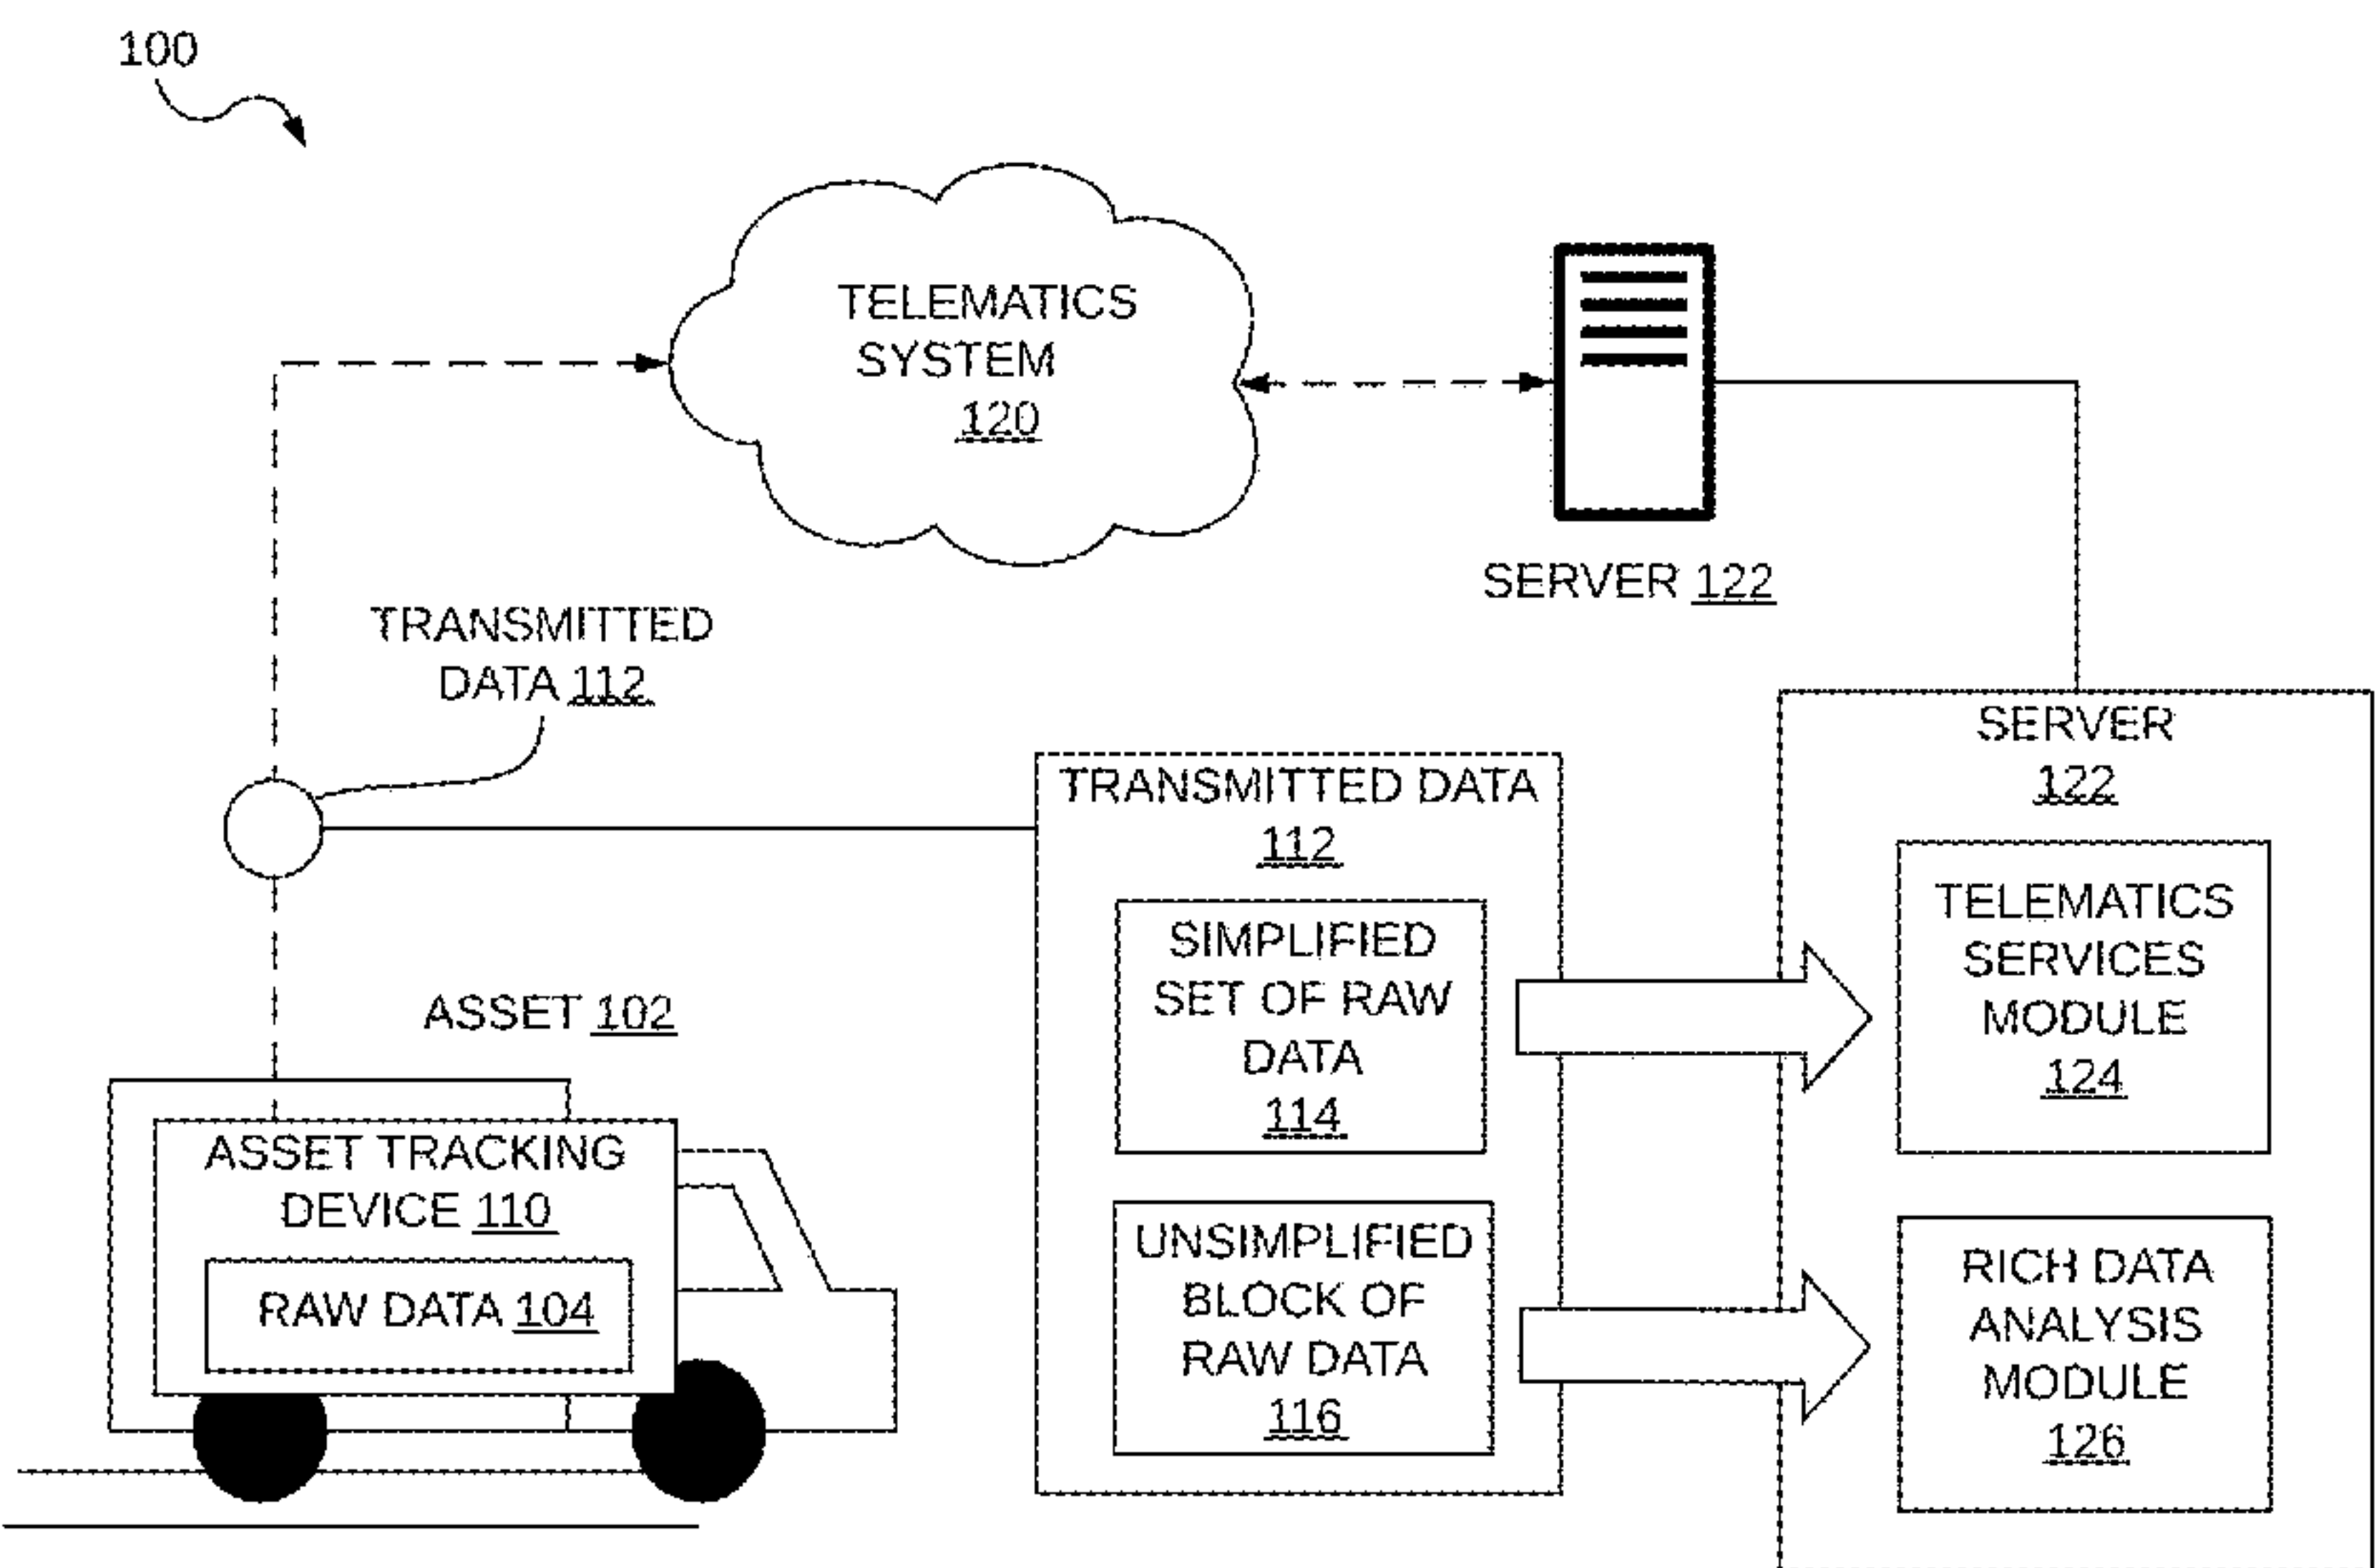 100
TELEMATICS
SYSTEM
120
SERVER 122
TRANSMITTED
DATA 112
ASSET 102
ASSET TRACKING
DEVICE 110
RAW DATA 104
TRANSMITTED DATA
112
SIMPLIFIED
SET OF RAW
DATA
114
UNSIMPLIFIED
BLOCK OF
RAW DATA
116
SERVER
122
TELEMATICS
SERVICES
MODULE
124
RICH DATA
ANALYSIS
MODULE
126